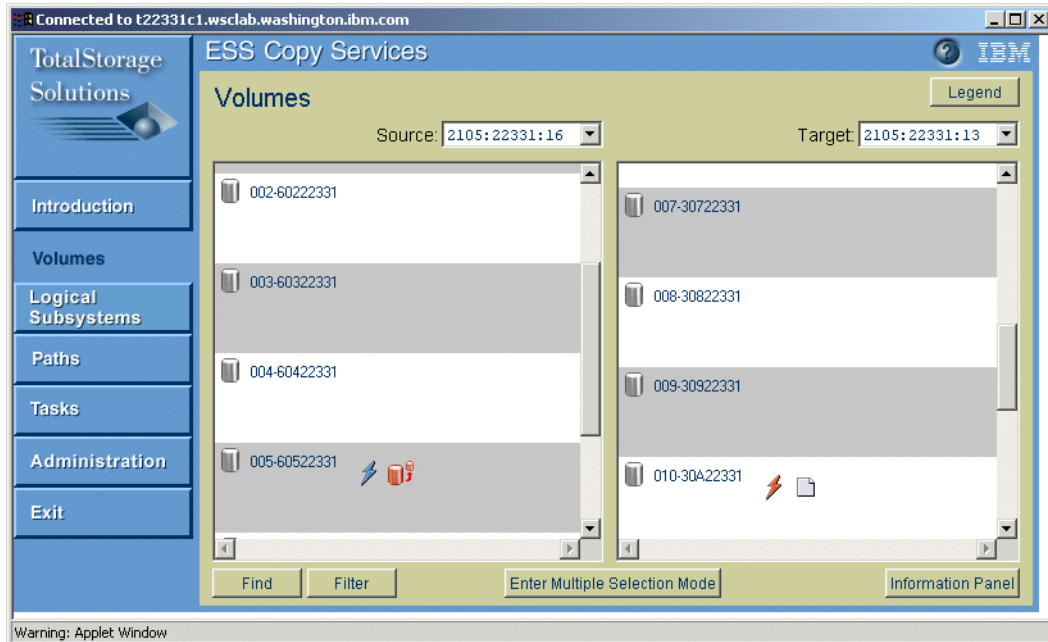 Connected to t22331c1.wsclab.washington.ibm.com
TotalStorage
Solutions
ESS Copy Services
? IBM
Volumes
Legend
Source: 2105:22331:16
Target: 2105:22331:13
Introduction
Volumes
Logical
Subsystems
Paths
Tasks
Administration
Exit
002-60222331
003-60322331
004-60422331
005-60522331
007-30722331
008-30822331
009-30922331
010-30A22331
Find
Filter
Enter Multiple Selection Mode
Information Panel
Warning: Applet Window